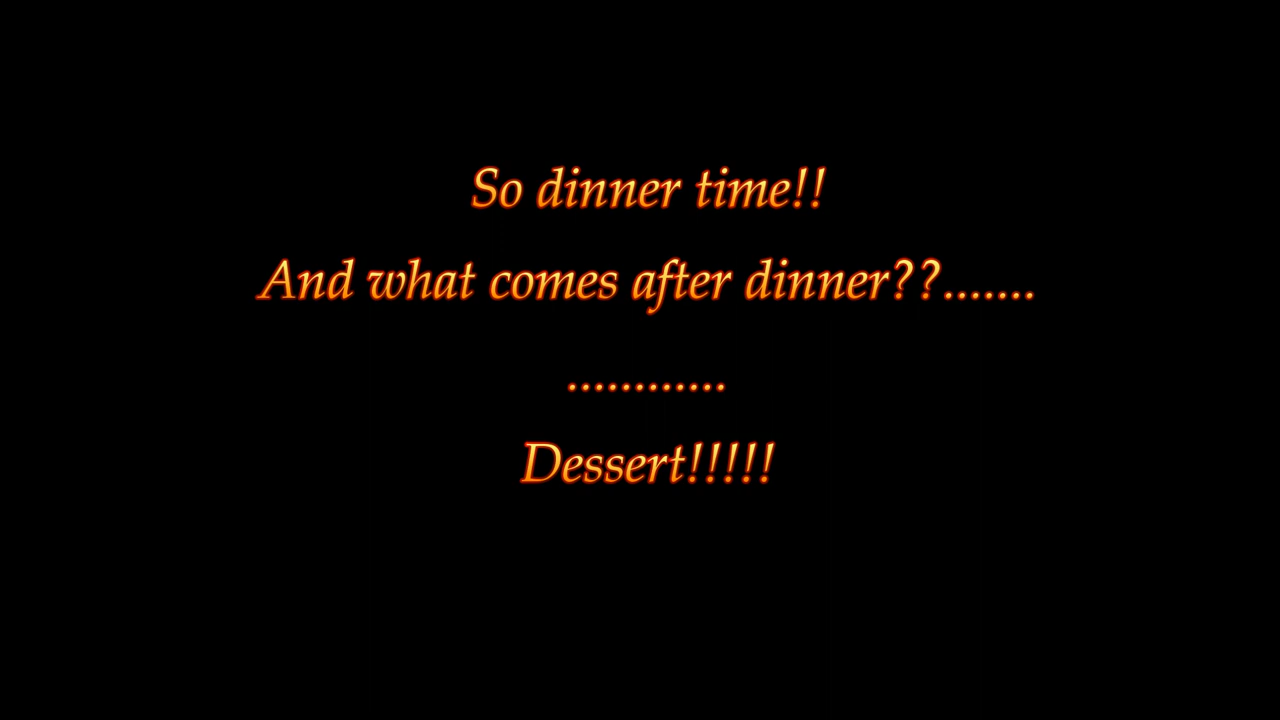 So dinner time!!
And what comes after dinner??.......
............
Dessert!!!!!